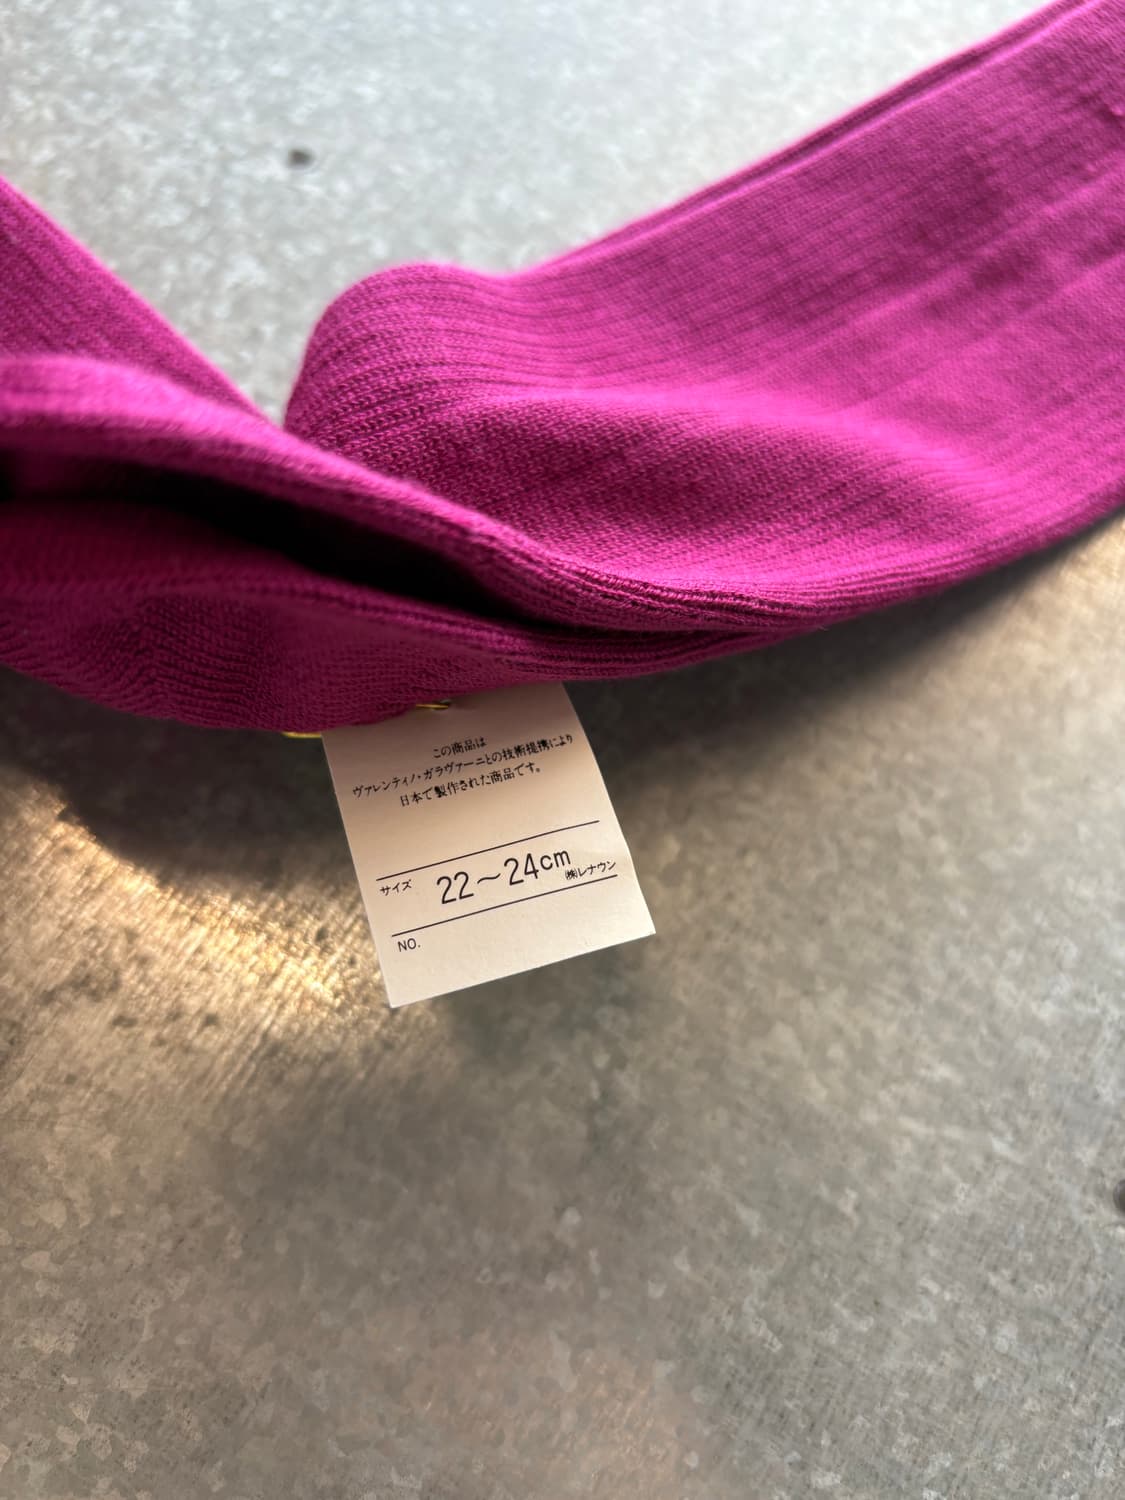 この商品は
ヴァレンティノ・ガラヴァーニとの技術提携により
日本で製作された商品です。
サイズ 22～24cm ㈱レナウン
NO.